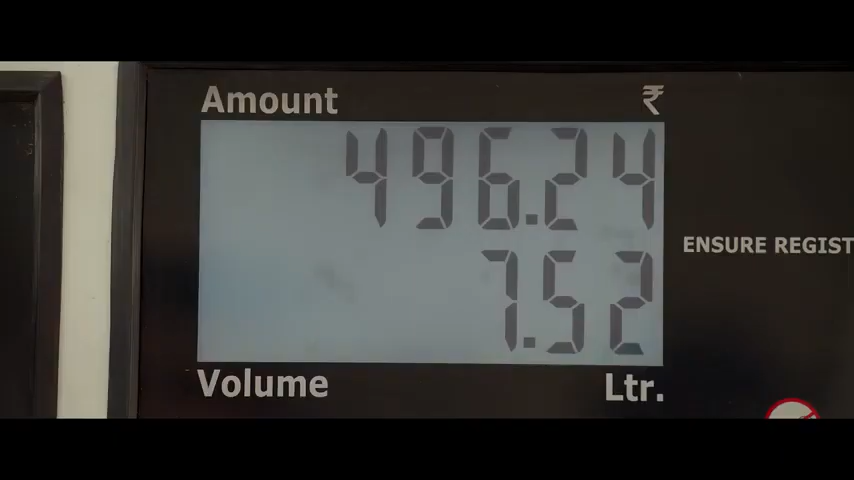 Amount ₹
496.24
ENSURE REGIST
7.52
Volume Ltr.